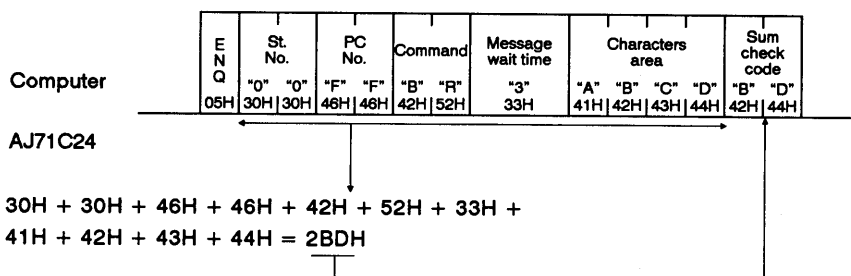 E N Q
St. No.
PC No.
Command
Message wait time
Characters area
Sum check code
Computer
"0" "0" "F" "F" "B" "R" "3" "A" "B" "C" "D" "B" "D"
05H 30H 30H 46H 46H 42H 52H 33H 41H 42H 43H 44H 42H 44H
AJ71C24
30H + 30H + 46H + 46H + 42H + 52H + 33H +
41H + 42H + 43H + 44H = 2BDH